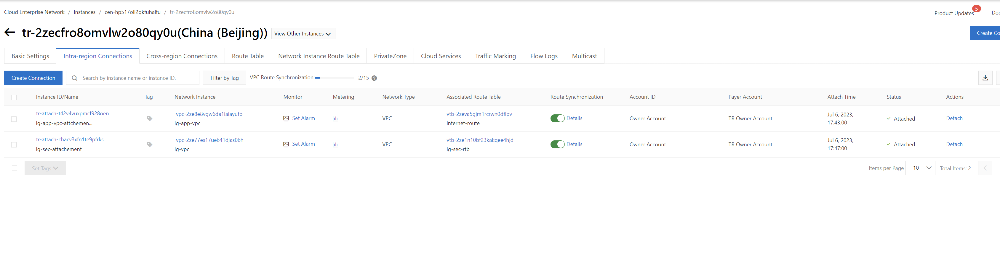 Cloud Enterprise Network / Instances / cen-hp517oll2qkfuhalfu / tr-2zecfro8omvlw2o80qy0u
Product Updates 5
tr-2zecfro8omvlw2o80qy0u(China (Beijing)) View Other Instances
Create Co
Basic Settings Intra-region Connections Cross-region Connections Route Table Network Instance Route Table PrivateZone Cloud Services Traffic Marking Flow Logs Multicast
Create Connection Search by instance name or instance ID. Filter by Tag VPC Route Synchronization: 2/15 ?
Instance ID/Name Tag Network Instance Monitor Metering Network Type Associated Route Table Route Synchronization Account ID Payer Account Attach Time Status Actions
tr-attach-t42v4vuxpmcf928oen vpc-2ze8e8vgw6da1iaiayufb Set Alarm VPC vtb-2zeva5gjm1rcrwn0dflpv Details Owner Account TR Owner Account Jul 6, 2023, Attached Detach
lg-app-vpc-attchemen... lg-app-vpc internet-route 17:43:00
tr-attach-chacv3xfn1te9pfrks vpc-2ze77es17ue641djas06h Set Alarm VPC vtb-2ze1n10bf23kakqee4hjd Details Owner Account TR Owner Account Jul 6, 2023, Attached Detach
lg-sec-attachement lg-vpc lg-sec-rtb 17:47:00
Set Tags Items per Page 10 Total Items: 2